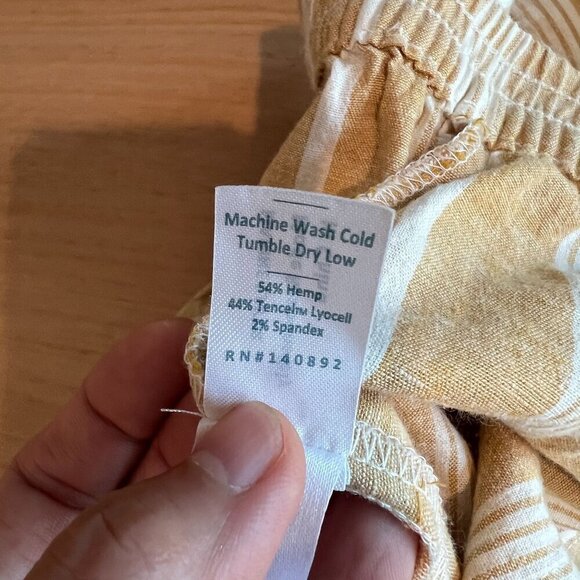 Machine Wash Cold
Tumble Dry Low
54% Hemp
44% Tencel™ Lyocell
2% Spandex
RN#140892